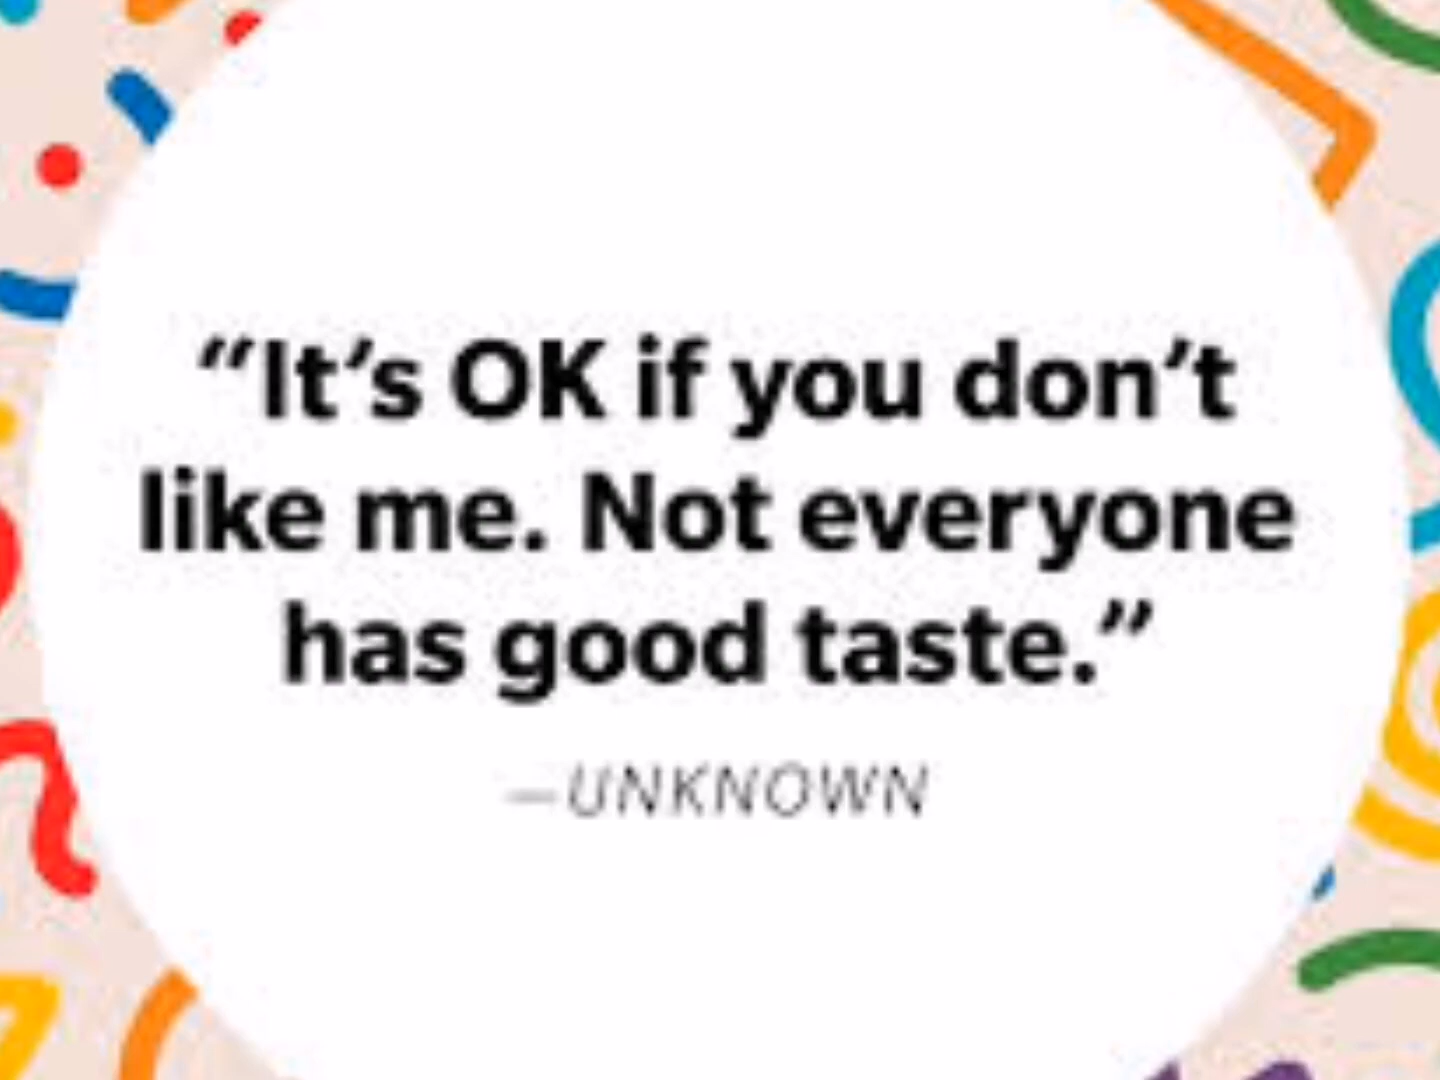 “It’s OK if you don’t
like me. Not everyone
has good taste.”
—UNKNOWN